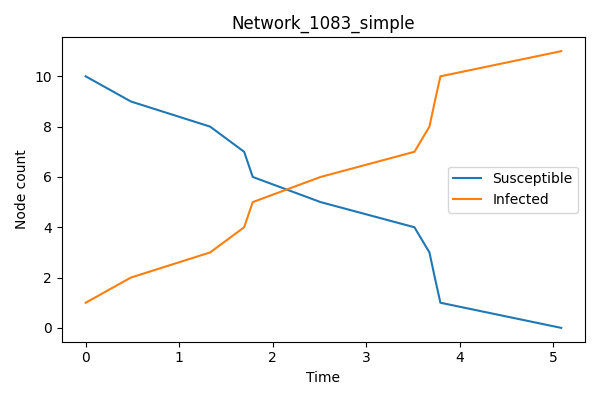 Network_1083_simple
Node count
10
8
6
4
2
0
Susceptible
Infected
0 1 2 3 4 5
Time